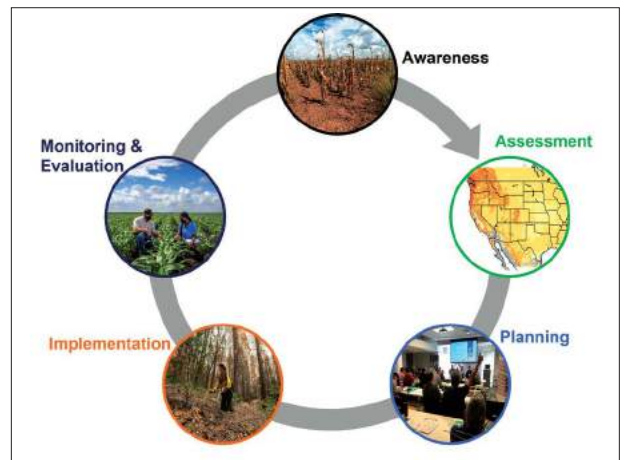 Awareness
Assessment
Planning
Implementation
Monitoring &
Evaluation